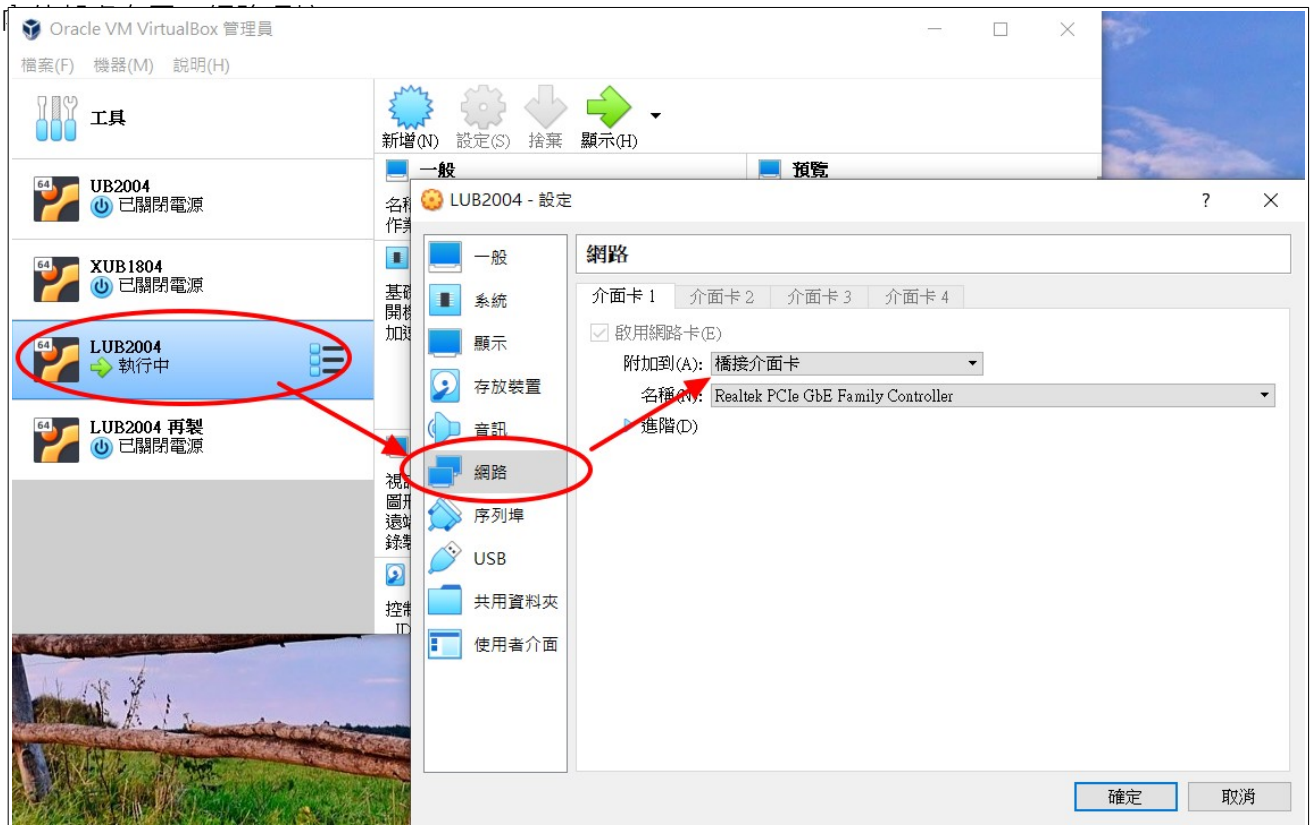 Oracle VM VirtualBox 管理員
檔案(F) 機器(M) 說明(H)
工具
新增(N) 設定(S) 捨棄 顯示(H)
UB2004
已關閉電源
XUB1804
已關閉電源
LUB2004
執行中
LUB2004 再製
已關閉電源
一般
預覽
LUB2004 - 設定
一般
系統
顯示
存放裝置
音訊
網路
序列埠
USB
共用資料夾
使用者介面
網路
介面卡 1 介面卡 2 介面卡 3 介面卡 4
啟用網路卡(E)
附加到(A): 橋接介面卡
名稱(N): Realtek PCIe GbE Family Controller
進階(D)
確定 取消